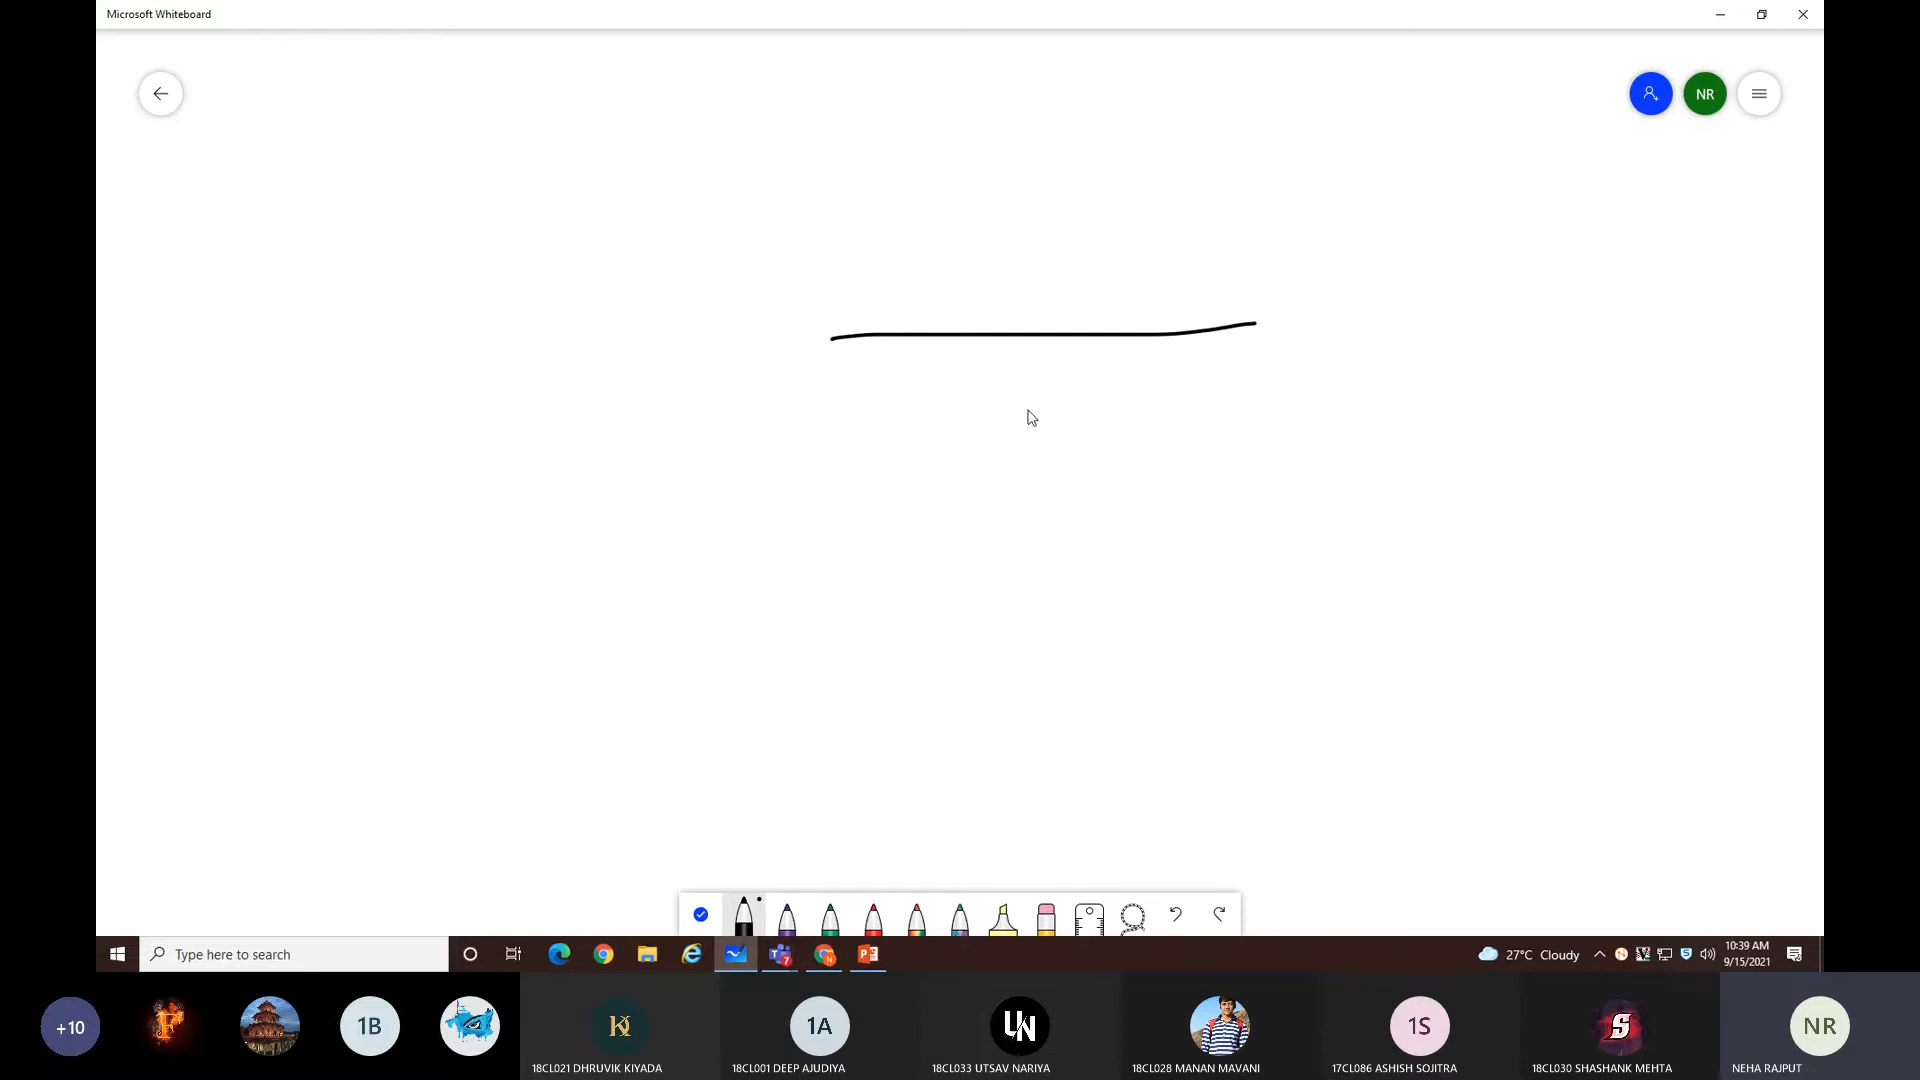 Microsoft Whiteboard
NR
Type here to search
7
N
27°C Cloudy
10:39 AM
9/15/2021
+10
F
1B
K
1A
UN
1S
S
NR
18CL021 DHRUVIK KIYADA
18CL001 DEEP AJUDIYA
18CL033 UTSAV NARIYA
18CL028 MANAN MAVANI
17CL086 ASHISH SOJITRA
18CL030 SHASHANK MEHTA
NEHA RAJPUT